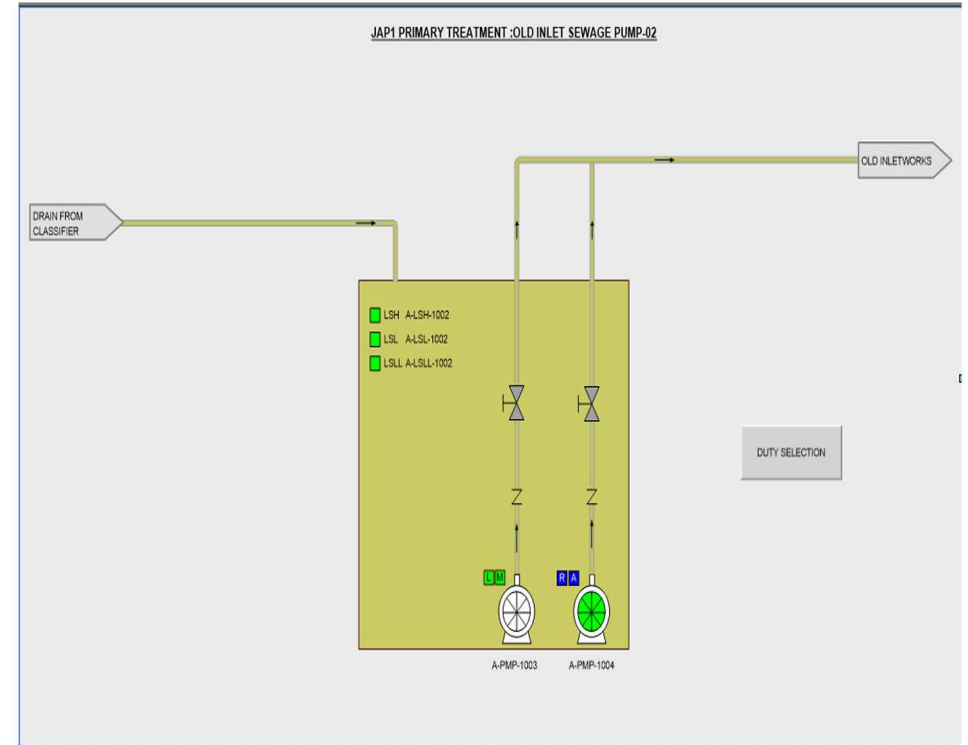 JAP1 PRIMARY TREATMENT :OLD INLET SEWAGE PUMP-02
OLD INLETWORKS
DRAIN FROM
CLASSIFIER
LSH A-LSH-1002
LSL A-LSL-1002
LSLL A-LSLL-1002
DUTY SELECTION
L M
R A
A-PMP-1003
A-PMP-1004